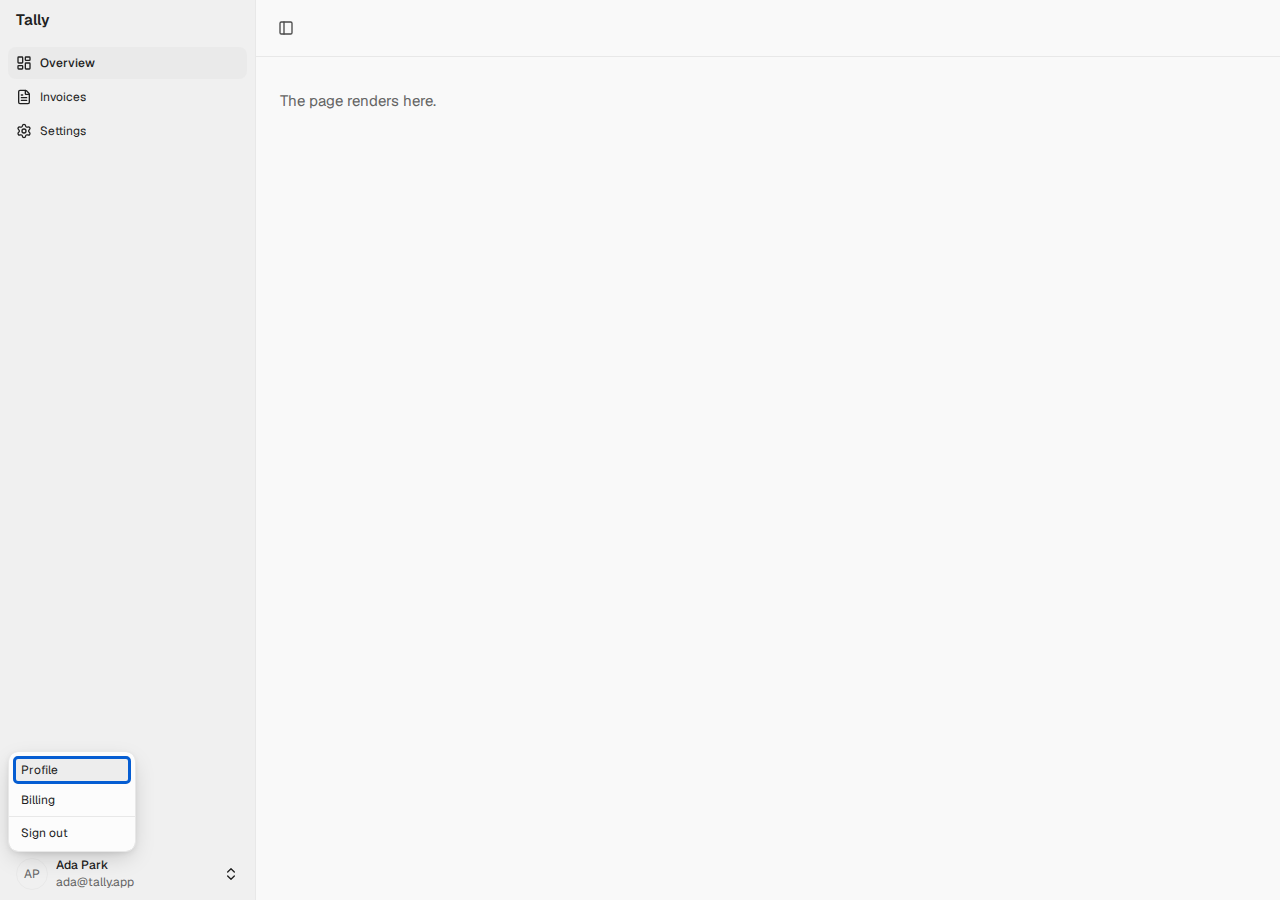 Tally
Overview
Invoices
Settings
The page renders here.
Profile
Billing
Sign out
AP
Ada Park
ada@tally.app